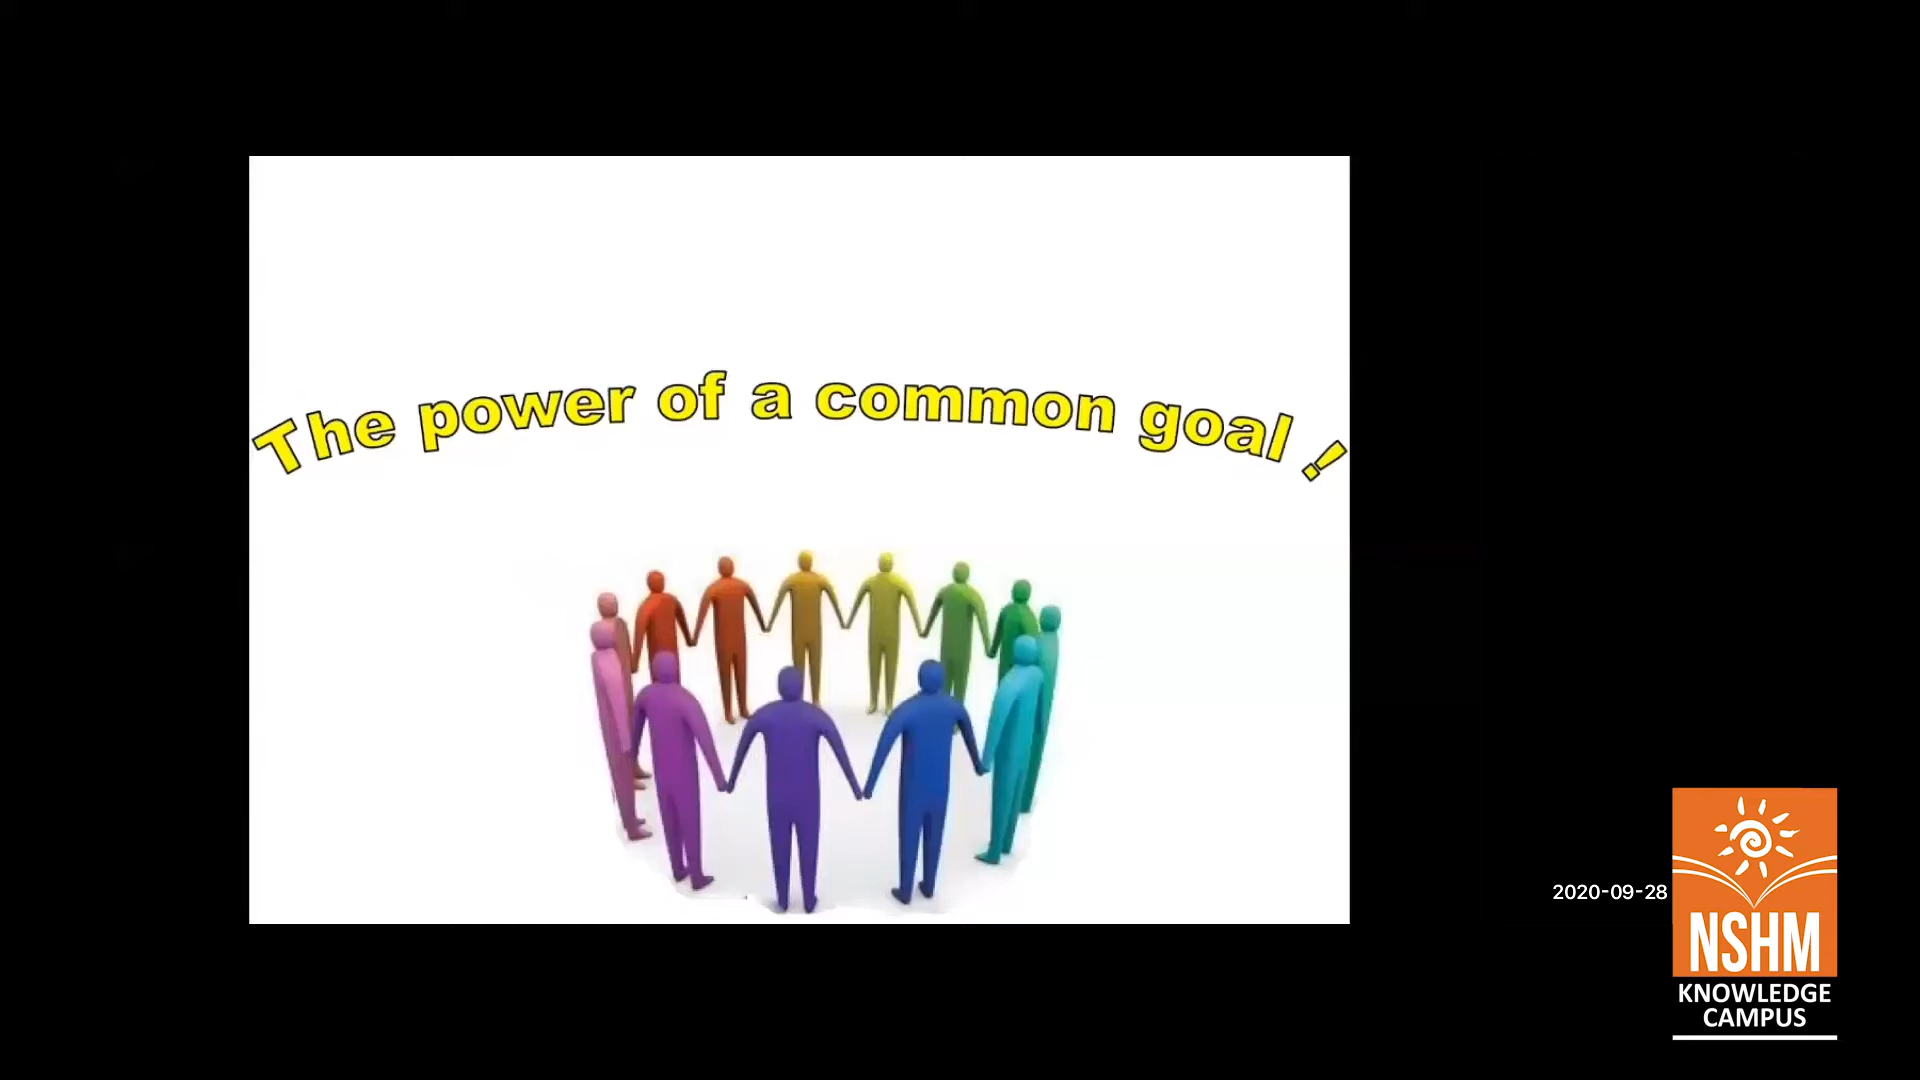 The power of a common goal !
2020-09-28
NSHM
KNOWLEDGE
CAMPUS